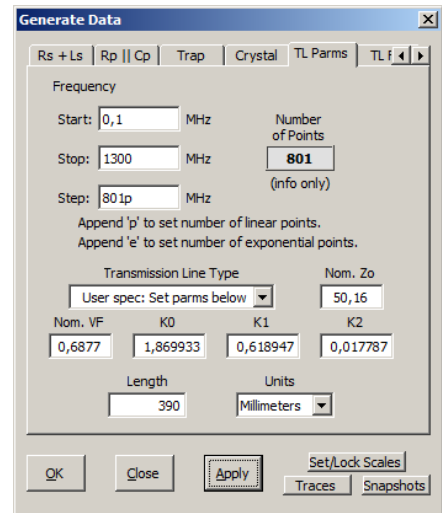 Generate Data
Rs +Ls Rp || Cp Trap Crystal TL Parms
Frequency
Start: 0,1 MHz
Number
of Points
Stop: 1300 MHz 801
(info only)
Step: 801p MHz
Append 'p' to set number of linear points.
Append 'e' to set number of exponential points.
Transmission Line Type Nom. Zo
User spec: Set parms below 50,16
Nom. VF K0 K1 K2
0,6877 1,869933 0,618947 0,017787
Length Units
390 Millimeters
OK Close Apply Set/Lock Scales
Traces Snapshots